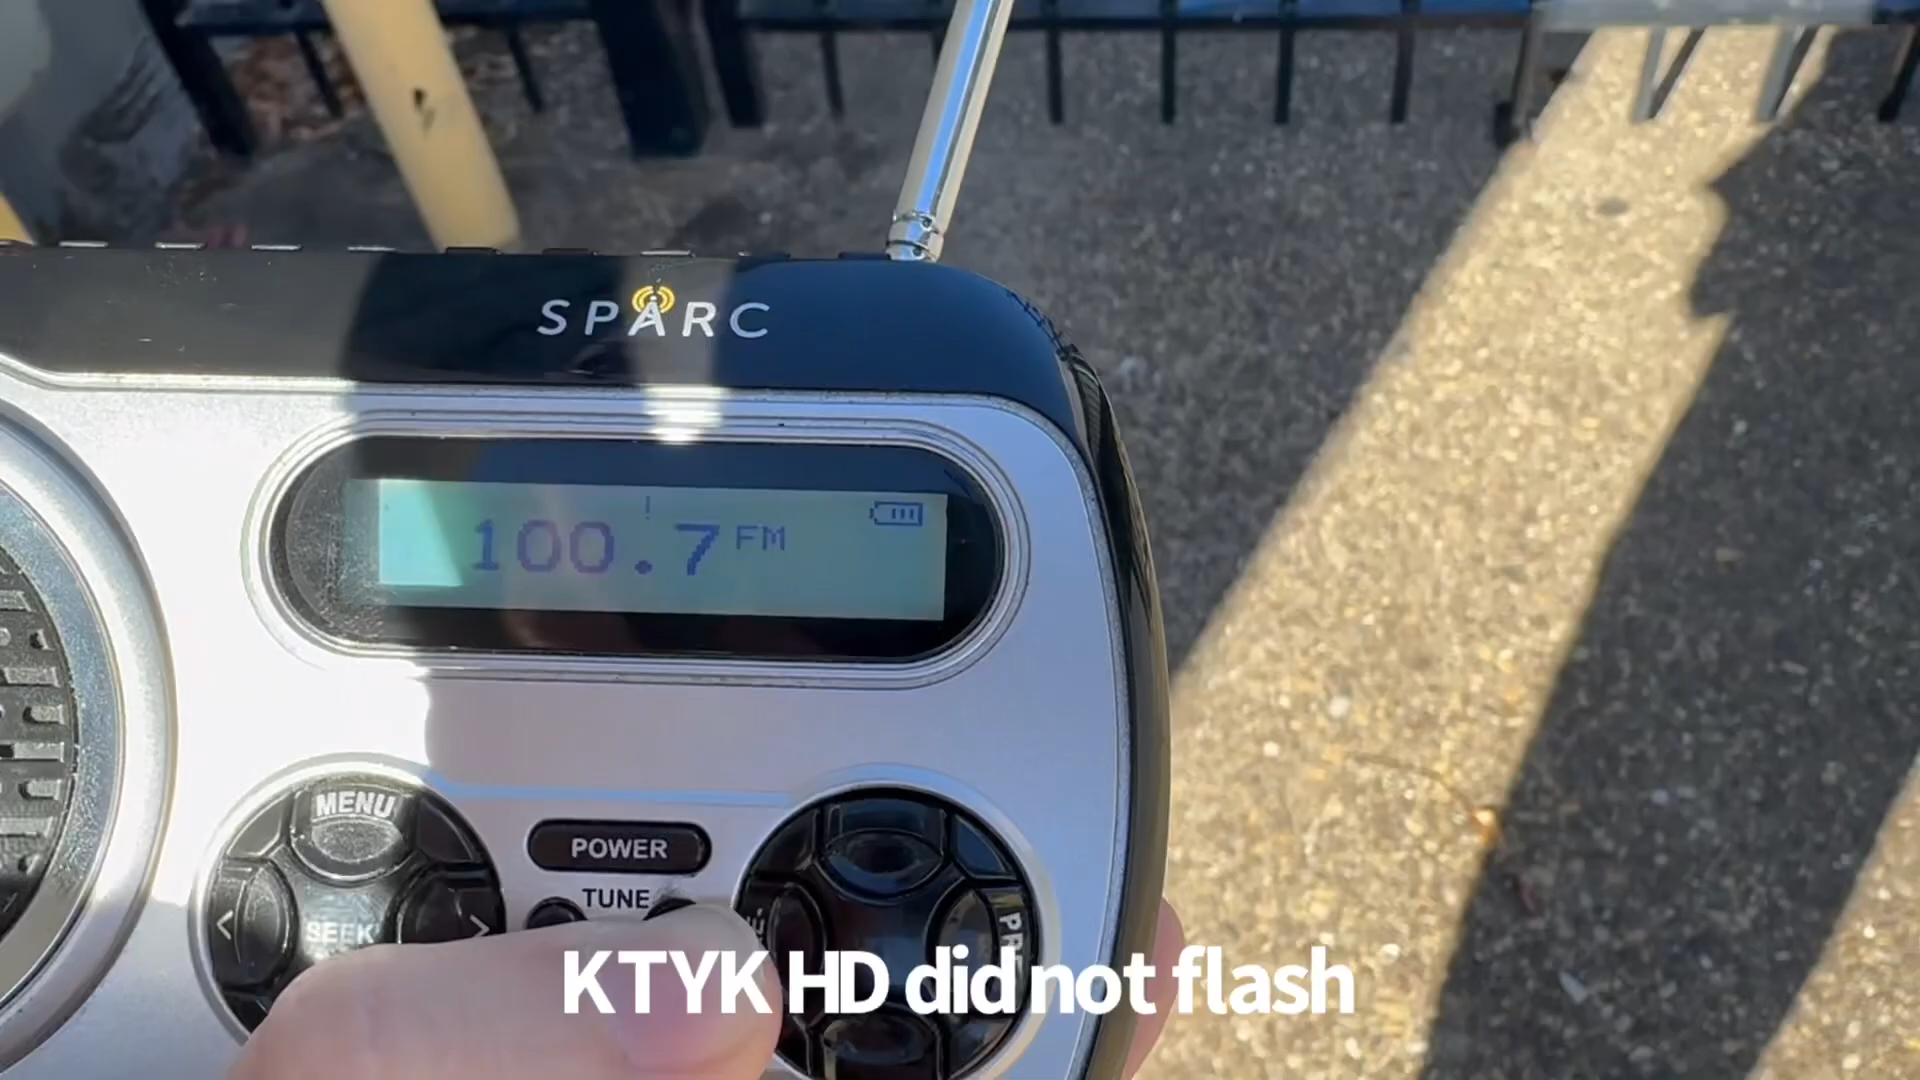 SPARC
100.7 FM
MENU
POWER
TUNE
< SEEK >
KTYK HD did not flash